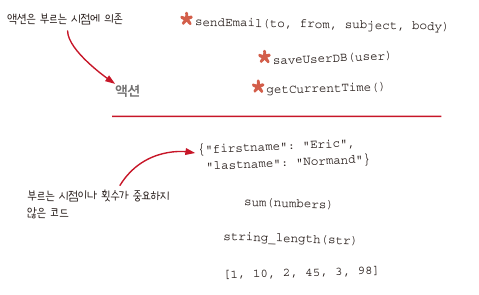 액션은 부르는 시점에 의존
*sendEmail(to, from, subject, body)
*saveUserDB(user)
액션
*getCurrentTime()
{"firstname": "Eric",
"lastname": "Normand"}
부르는 시점이나 횟수가 중요하지
않은 코드
sum(numbers)
string_length(str)
[1, 10, 2, 45, 3, 98]